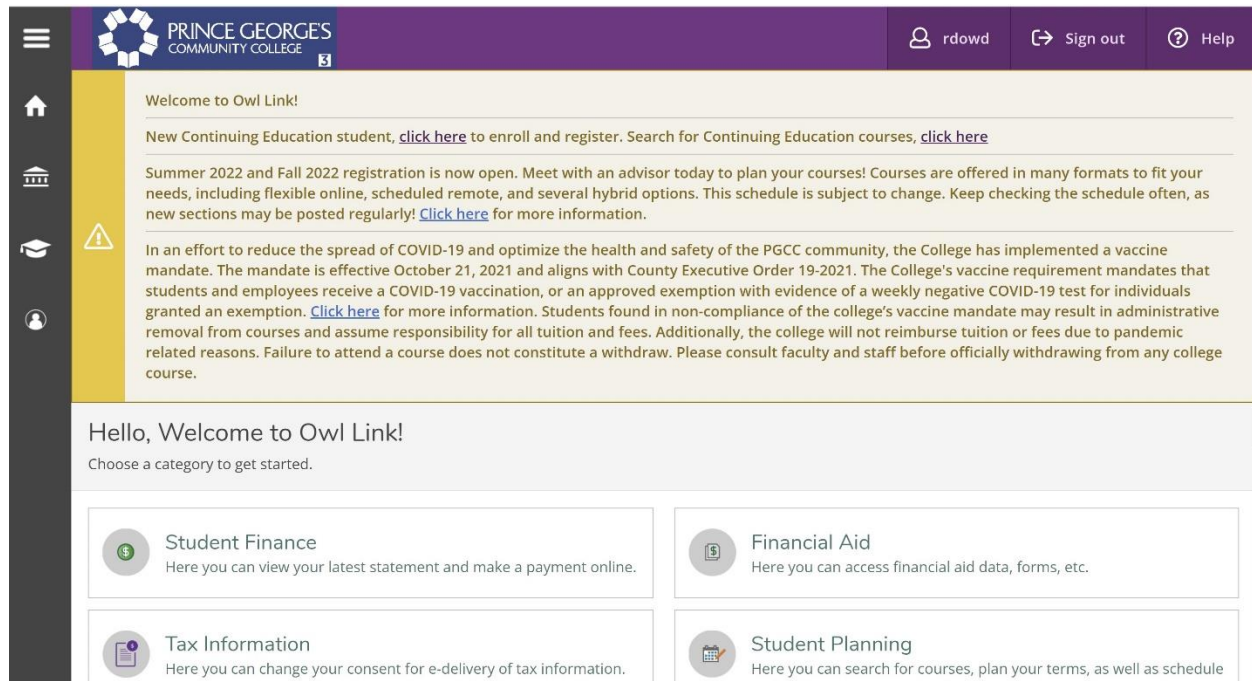 PRINCE GEORGE'S
COMMUNITY COLLEGE
3
rdowd
Sign out
Help
Welcome to Owl Link!
New Continuing Education student, click here to enroll and register. Search for Continuing Education courses, click here
Summer 2022 and Fall 2022 registration is now open. Meet with an advisor today to plan your courses! Courses are offered in many formats to fit your
needs, including flexible online, scheduled remote, and several hybrid options. This schedule is subject to change. Keep checking the schedule often, as
new sections may be posted regularly! Click here for more information.
In an effort to reduce the spread of COVID-19 and optimize the health and safety of the PGCC community, the College has implemented a vaccine
mandate. The mandate is effective October 21, 2021 and aligns with County Executive Order 19-2021. The College's vaccine requirement mandates that
students and employees receive a COVID-19 vaccination, or an approved exemption with evidence of a weekly negative COVID-19 test for individuals
granted an exemption. Click here for more information. Students found in non-compliance of the college’s vaccine mandate may result in administrative
removal from courses and assume responsibility for all tuition and fees. Additionally, the college will not reimburse tuition or fees due to pandemic
related reasons. Failure to attend a course does not constitute a withdraw. Please consult faculty and staff before officially withdrawing from any college
course.
Hello, Welcome to Owl Link!
Choose a category to get started.
Student Finance
Here you can view your latest statement and make a payment online.
Financial Aid
Here you can access financial aid data, forms, etc.
Tax Information
Here you can change your consent for e-delivery of tax information.
Student Planning
Here you can search for courses, plan your terms, as well as schedule